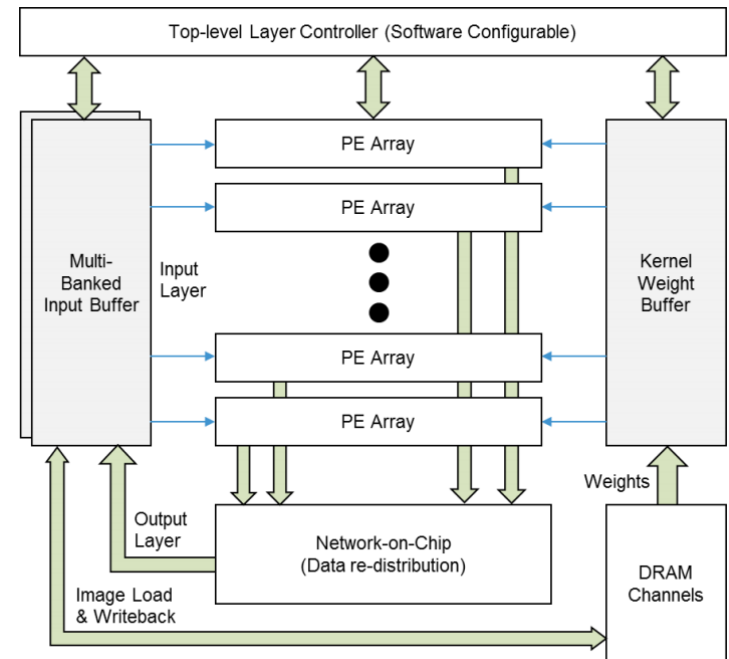 Top-level Layer Controller (Software Configurable)
PE Array
PE Array
Multi-
Banked
Input Buffer
Input
Layer
Kernel
Weight
Buffer
PE Array
PE Array
Weights
Output
Layer
Network-on-Chip
(Data re-distribution)
DRAM
Channels
Image Load
& Writeback